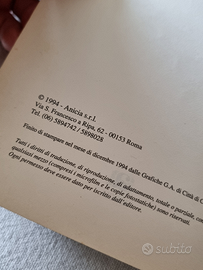 © 1994 - Anicia s.r.l.
Via S. Francesco a Ripa, 62 - 00153 Roma
Tel. (06) 5894742 / 5898028
Finito di stampare nel mese di dicembre 1994 dalle Grafiche G.A. di Città di C
Tutti i diritti di traduzione, di riproduzione, di adattamento, totale o parziale, con
qualsiasi mezzo (compresi i microfilm e le copie fotostatiche) sono riservati.
Ogni permesso deve essere dato per iscritto dall'editore.
subito